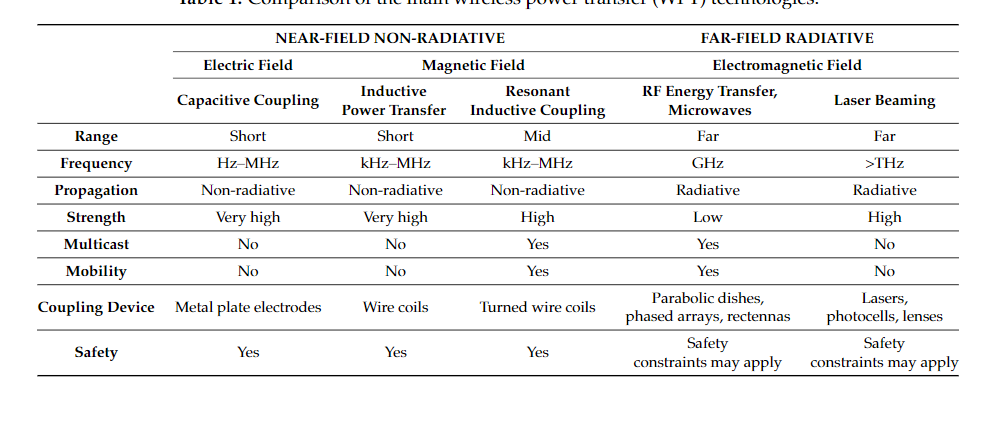 Table 1. Comparison of the main wireless power transfer (WPT) technologies.
NEAR-FIELD NON-RADIATIVE FAR-FIELD RADIATIVE
Electric Field Magnetic Field Electromagnetic Field
Capacitive Coupling Inductive Power Transfer Resonant Inductive Coupling RF Energy Transfer, Microwaves Laser Beaming
Range Short Short Mid Far Far
Frequency Hz–MHz kHz–MHz kHz–MHz GHz >THz
Propagation Non-radiative Non-radiative Non-radiative Radiative Radiative
Strength Very high Very high High Low High
Multicast No No Yes Yes No
Mobility No No Yes Yes No
Coupling Device Metal plate electrodes Wire coils Turned wire coils Parabolic dishes, phased arrays, rectennas Lasers, photocells, lenses
Safety Yes Yes Yes Safety constraints may apply Safety constraints may apply